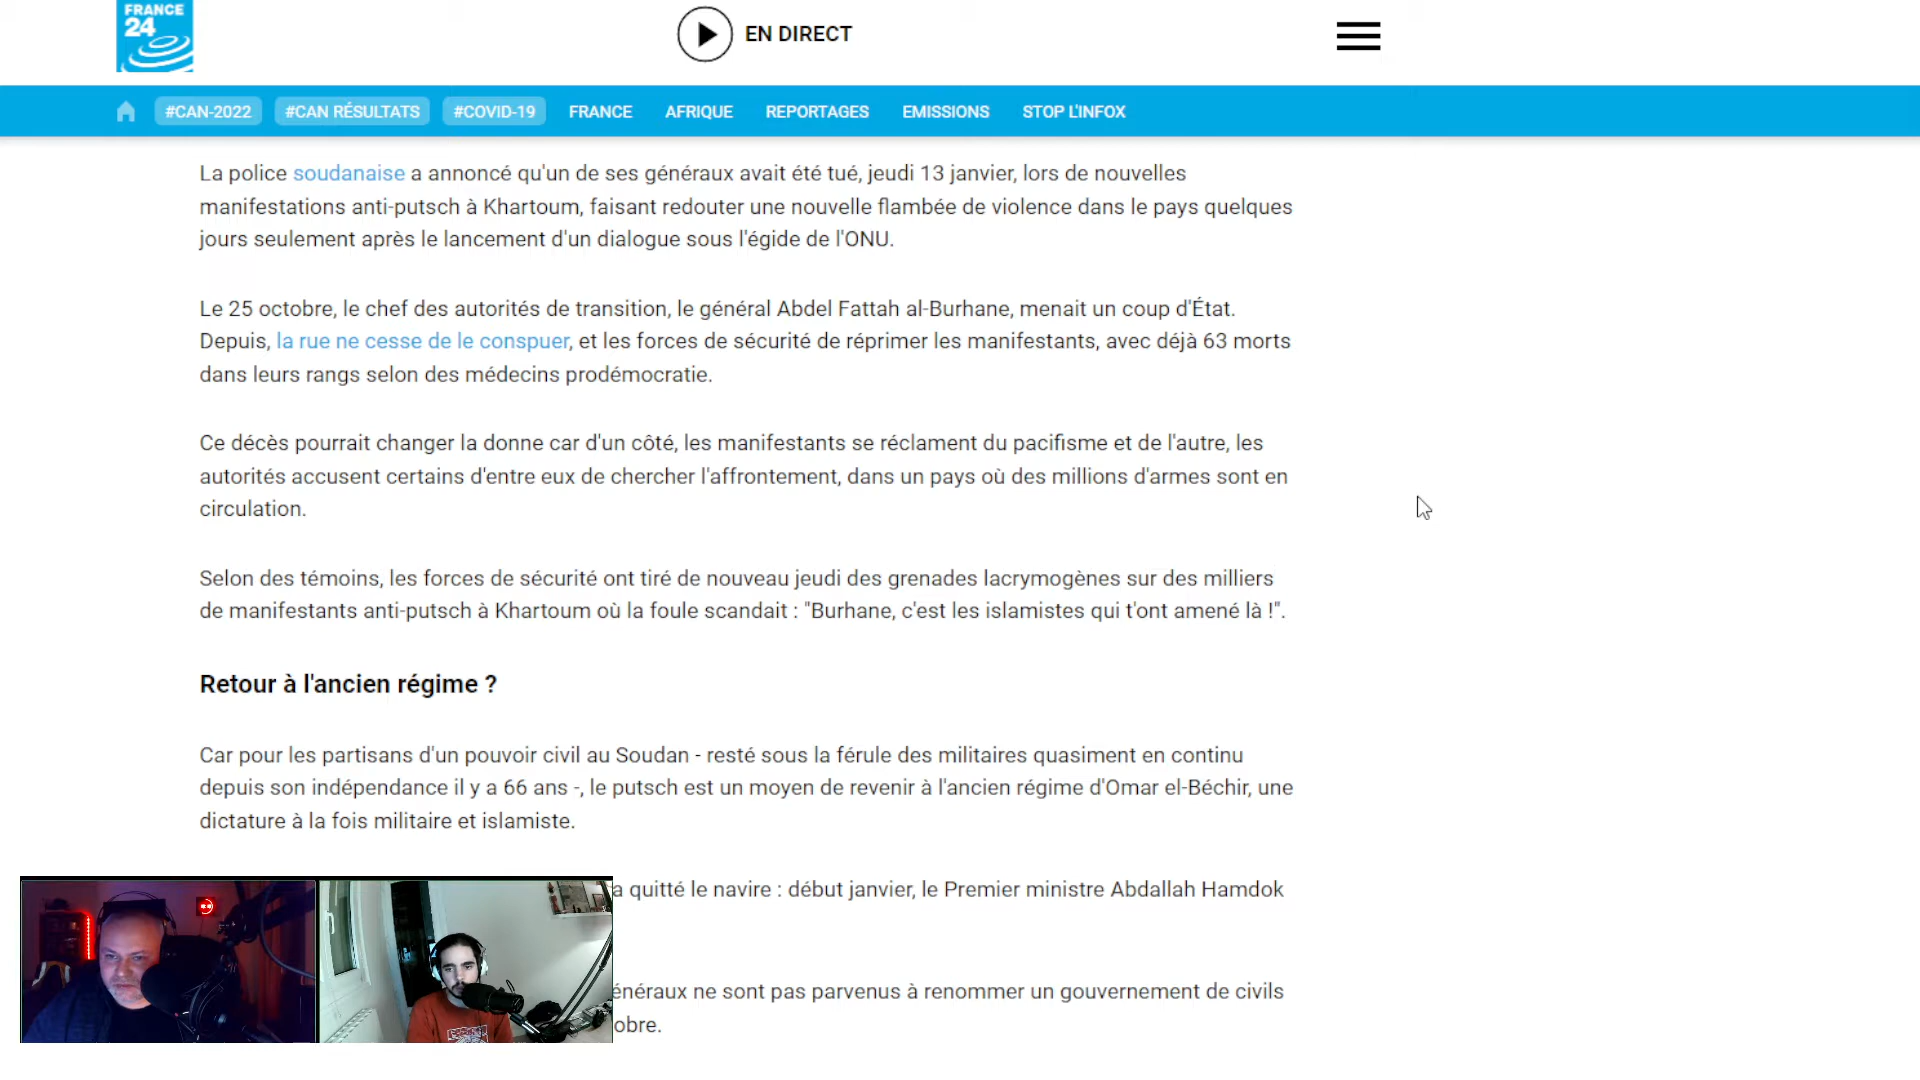 FRANCE
24
EN DIRECT
#CAN-2022 #CAN RÉSULTATS #COVID-19 FRANCE AFRIQUE REPORTAGES EMISSIONS STOP L'INFOX
La police soudanaise a annoncé qu'un de ses généraux avait été tué, jeudi 13 janvier, lors de nouvelles
manifestations anti-putsch à Khartoum, faisant redouter une nouvelle flambée de violence dans le pays quelques
jours seulement après le lancement d'un dialogue sous l'égide de l'ONU.
Le 25 octobre, le chef des autorités de transition, le général Abdel Fattah al-Burhane, menait un coup d'État.
Depuis, la rue ne cesse de le conspuer, et les forces de sécurité de réprimer les manifestants, avec déjà 63 morts
dans leurs rangs selon des médecins prodémocratie.
Ce décès pourrait changer la donne car d'un côté, les manifestants se réclament du pacifisme et de l'autre, les
autorités accusent certains d'entre eux de chercher l'affrontement, dans un pays où des millions d'armes sont en
circulation.
Selon des témoins, les forces de sécurité ont tiré de nouveau jeudi des grenades lacrymogènes sur des milliers
de manifestants anti-putsch à Khartoum où la foule scandait : "Burhane, c'est les islamistes qui t'ont amené là !".
Retour à l'ancien régime ?
Car pour les partisans d'un pouvoir civil au Soudan - resté sous la férule des militaires quasiment en continu
depuis son indépendance il y a 66 ans -, le putsch est un moyen de revenir à l'ancien régime d'Omar el-Béchir, une
dictature à la fois militaire et islamiste.
a quitté le navire : début janvier, le Premier ministre Abdallah Hamdok
énéraux ne sont pas parvenus à renommer un gouvernement de civils
obre.